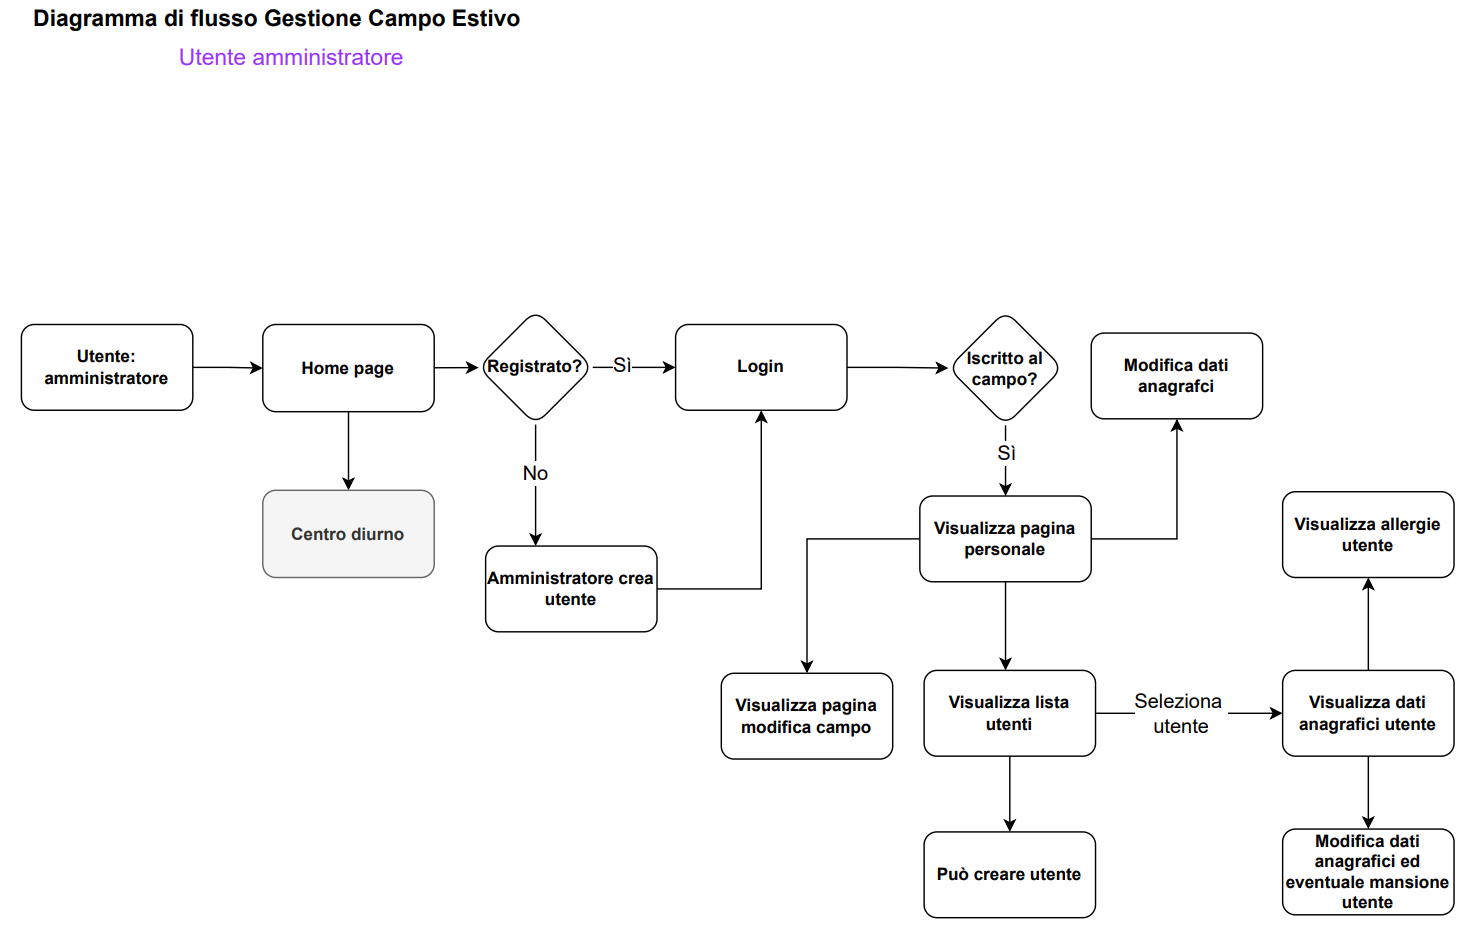 Diagramma di flusso Gestione Campo Estivo
Utente amministratore
Utente:
amministratore
Home page
Registrato?
Sì
Login
Iscritto al
campo?
Modifica dati
anagrafci
Sì
No
Centro diurno
Amministratore crea
utente
Visualizza pagina
personale
Visualizza allergie
utente
Visualizza pagina
modifica campo
Visualizza lista
utenti
Seleziona
utente
Visualizza dati
anagrafici utente
Può creare utente
Modifica dati
anagrafici ed
eventuale mansione
utente